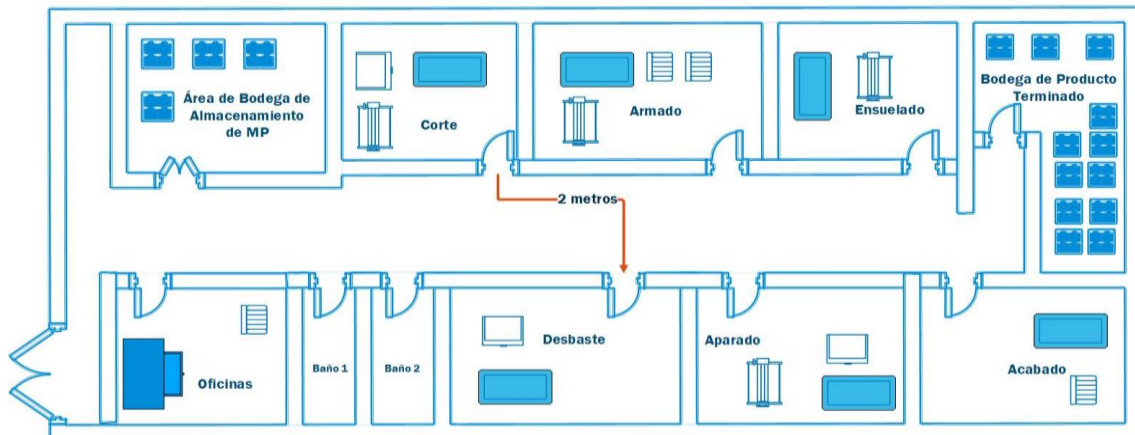 Área de Bodega de
Almacenamiento
de MP
Corte
Armado
Ensuelado
Bodega de Producto
Terminado
2 metros
Oficinas
Baño 1
Baño 2
Desbaste
Aparado
Acabado